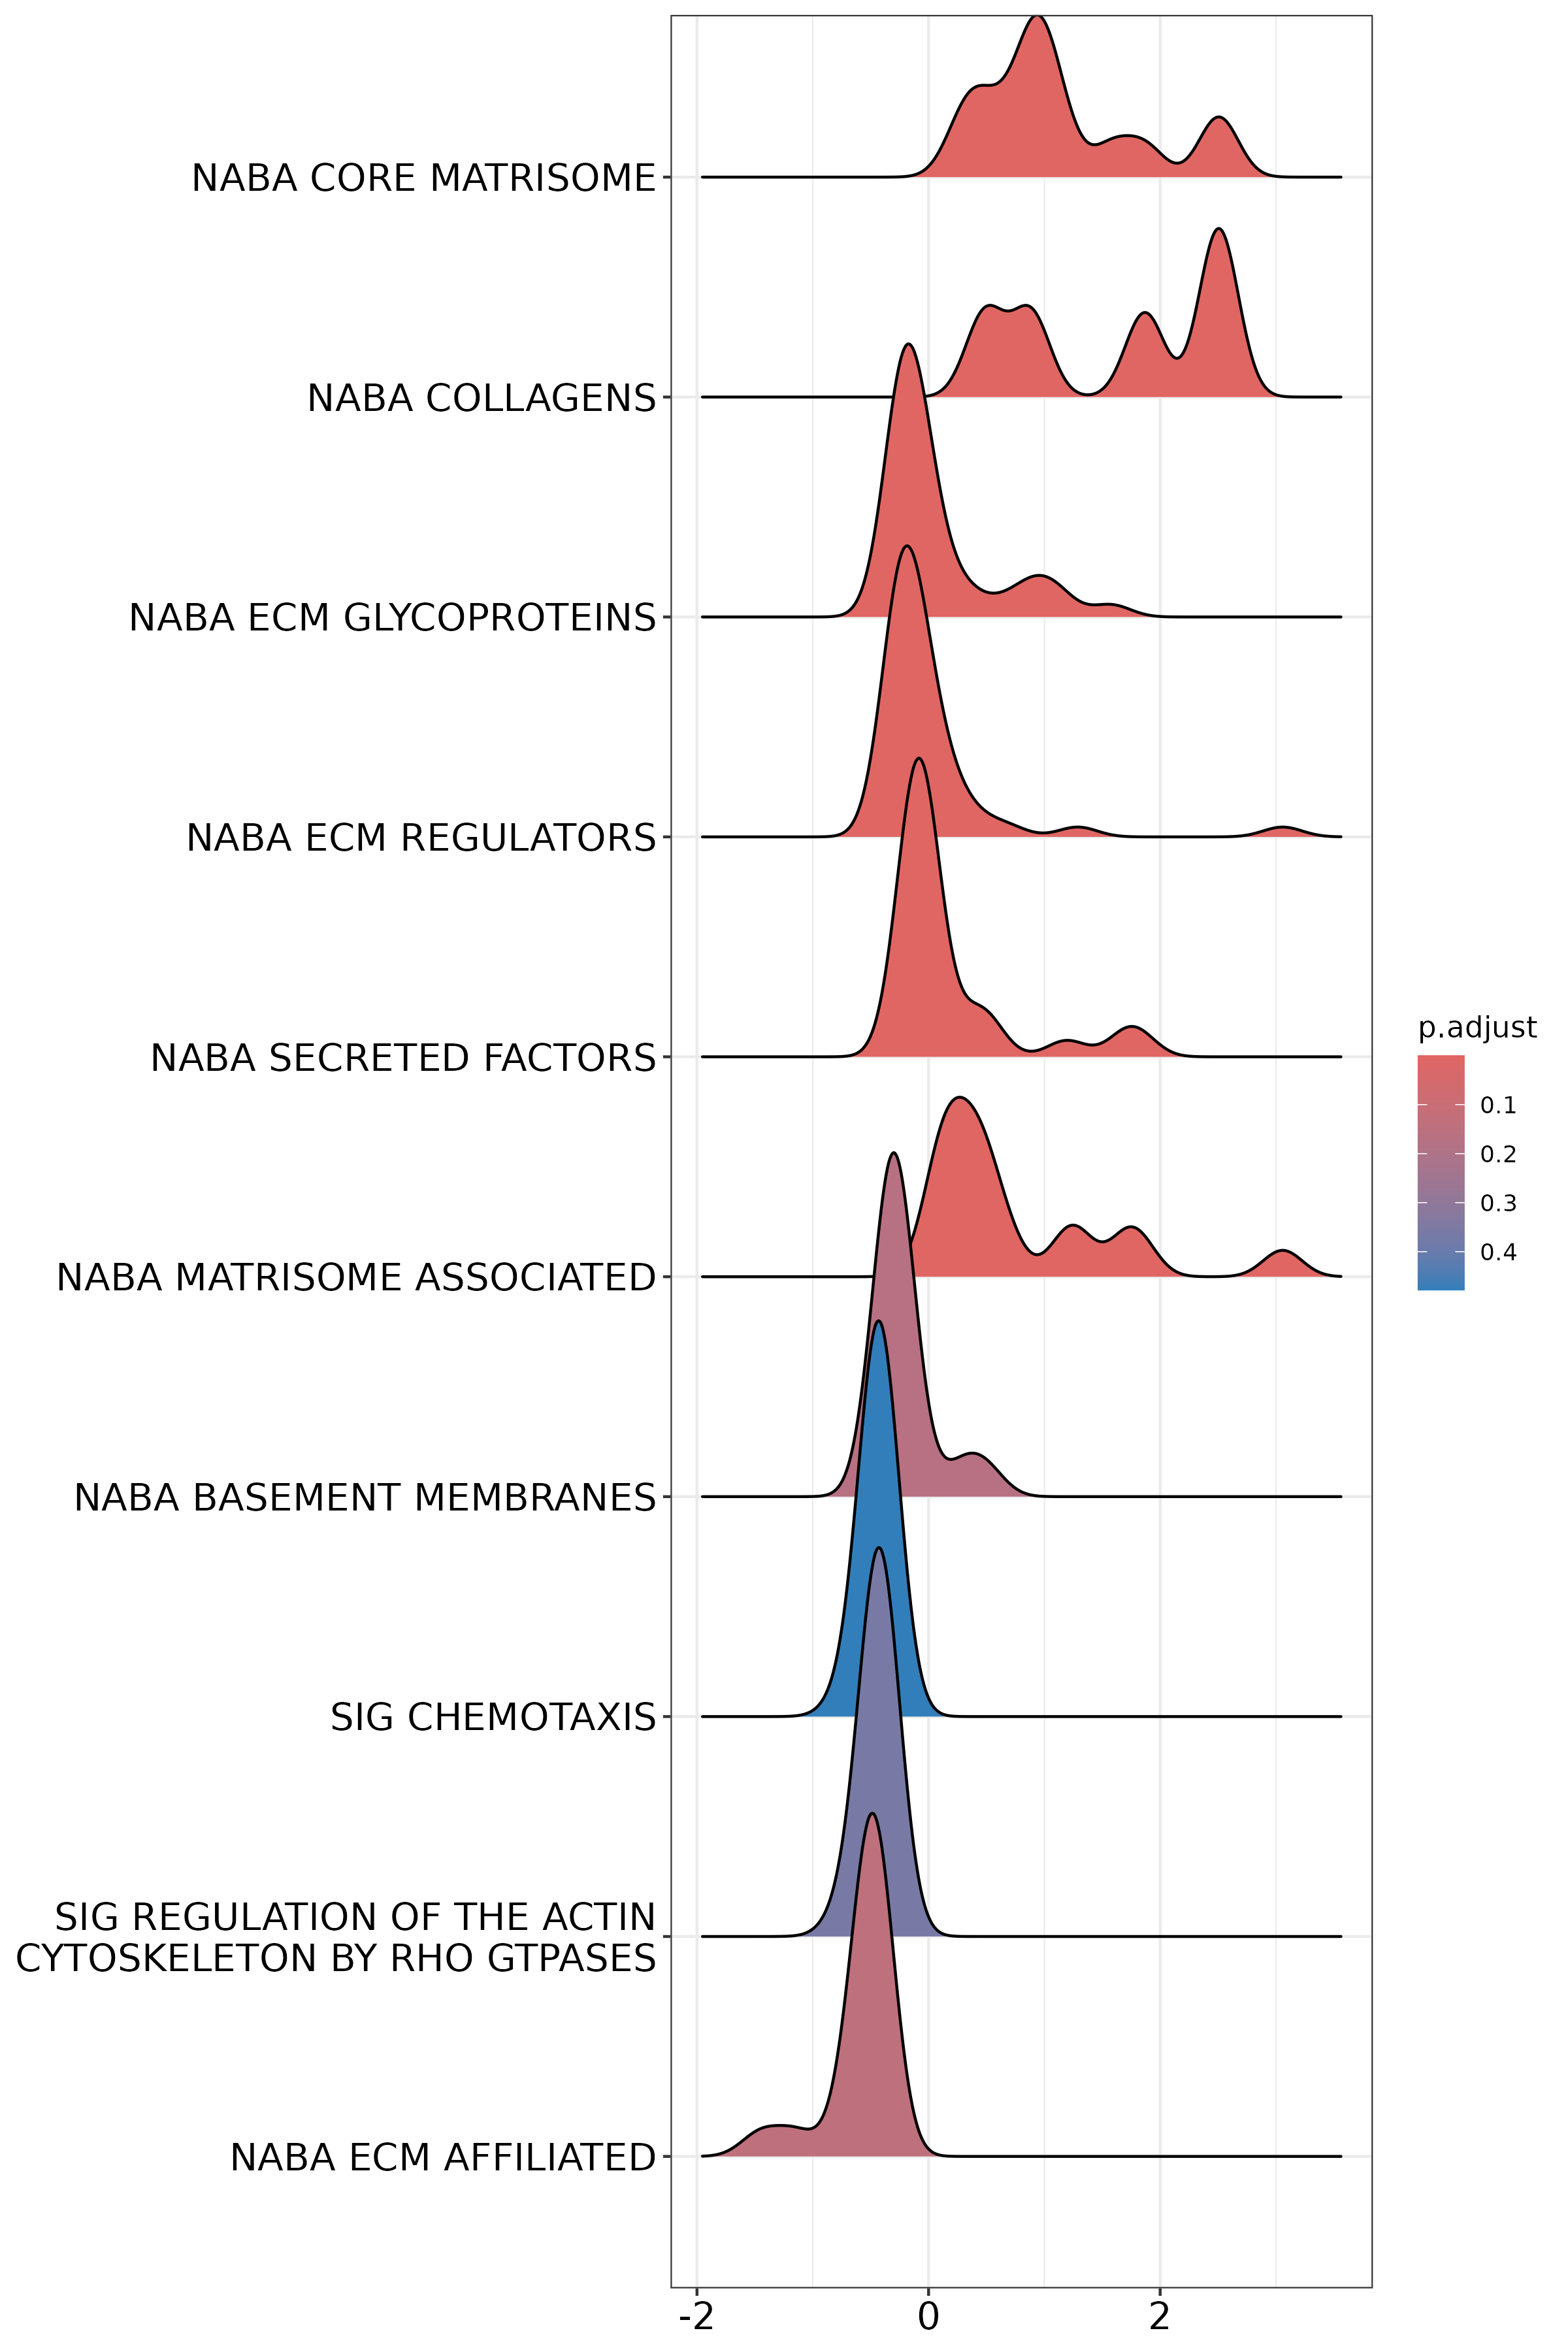 NABA CORE MATRISOME
NABA COLLAGENS
NABA ECM GLYCOPROTEINS
NABA ECM REGULATORS
NABA SECRETED FACTORS
NABA MATRISOME ASSOCIATED
NABA BASEMENT MEMBRANES
SIG CHEMOTAXIS
SIG REGULATION OF THE ACTIN
CYTOSKELETON BY RHO GTPASES
NABA ECM AFFILIATED
-2
0
2
p.adjust
0.1
0.2
0.3
0.4